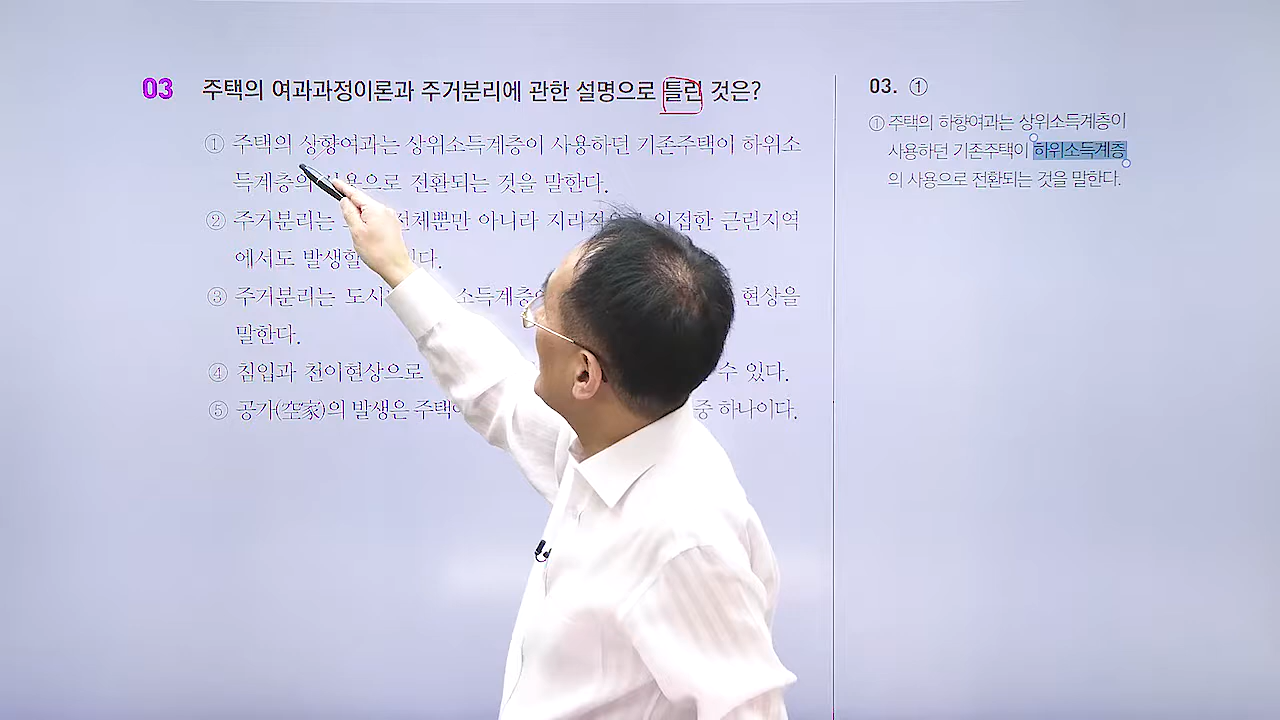 03 주택의 여과과정이론과 주거분리에 관한 설명으로 틀린 것은?
① 주택의 상향여과는 상위소득계층이 사용하던 기존주택이 하위소
득계층의 사용으로 전환되는 것을 말한다.
② 주거분리는 전체뿐만 아니라 지리적으로 인접한 근린지역
에서도 발생할
③ 주거분리는 소득계층 현상을
말한다.
④ 침입과 천이현상으로 수 있다.
⑤ 공가(空家)의 발생은 중 하나이다.
03. ①
① 주택의 하향여과는 상위소득계층이
사용하던 기존주택이 하위소득계층
의 사용으로 전환되는 것을 말한다.